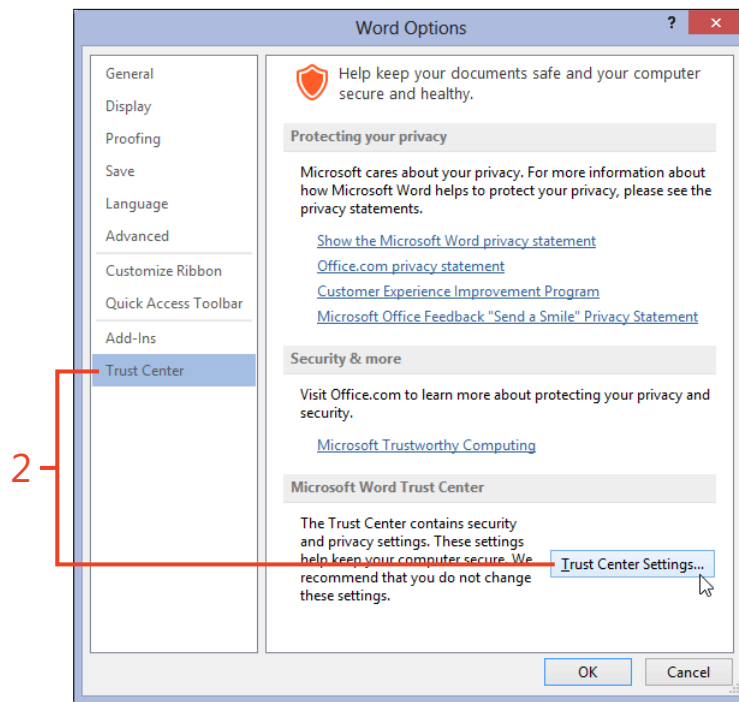 Word Options
?
×
General
Display
Proofing
Save
Language
Advanced
Customize Ribbon
Quick Access Toolbar
Add-Ins
Trust Center
Help keep your documents safe and your computer
secure and healthy.
Protecting your privacy
Microsoft cares about your privacy. For more information about
how Microsoft Word helps to protect your privacy, please see the
privacy statements.
Show the Microsoft Word privacy statement
Office.com privacy statement
Customer Experience Improvement Program
Microsoft Office Feedback "Send a Smile" Privacy Statement
Security & more
Visit Office.com to learn more about protecting your privacy and
security.
Microsoft Trustworthy Computing
Microsoft Word Trust Center
The Trust Center contains security
and privacy settings. These settings
help keep your computer secure. We
recommend that you do not change
these settings.
Trust Center Settings...
2
OK
Cancel